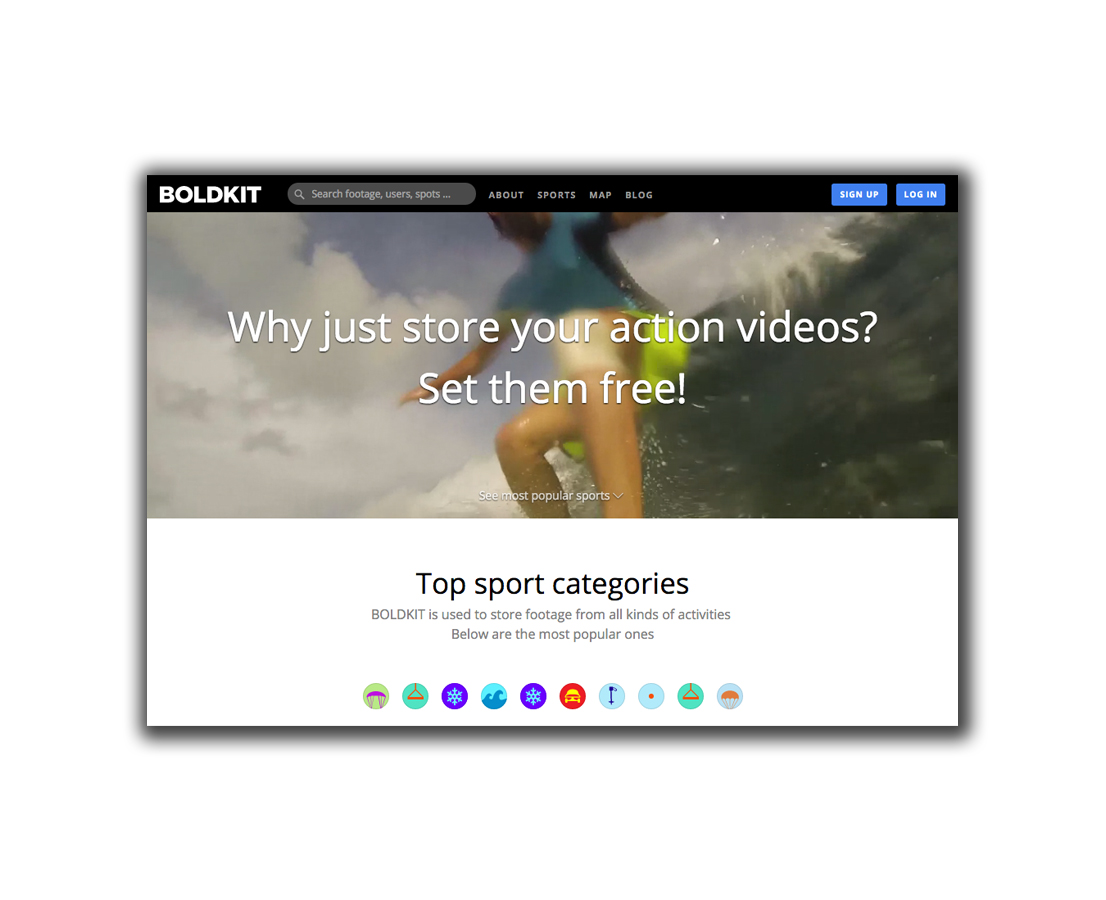 BOLDKIT
Search footage, users, spots ...
ABOUT SPORTS MAP BLOG
SIGN UP
LOG IN
Why just store your action videos?
Set them free!
See most popular sports
Top sport categories
BOLDKIT is used to store footage from all kinds of activities
Below are the most popular ones